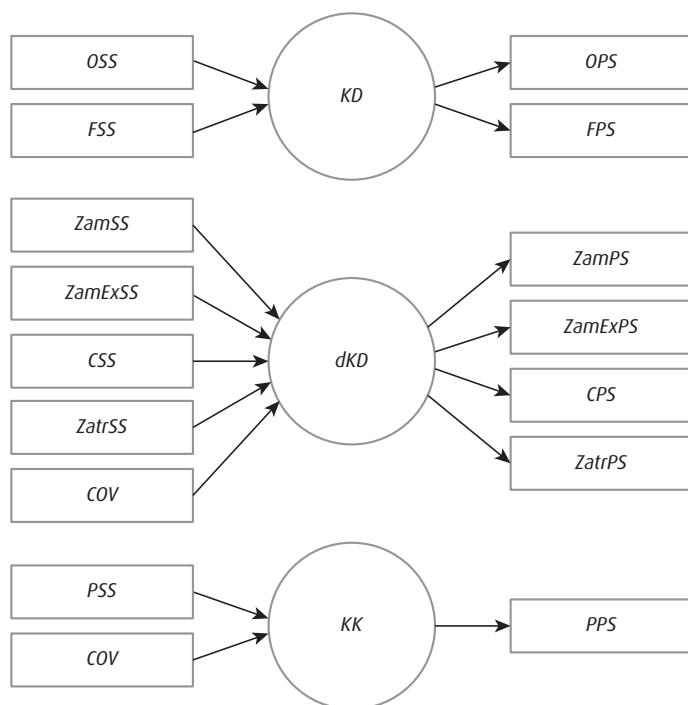 OSS
FSS
KD
OPS
FPS
ZamSS
ZamExSS
CSS
ZatrSS
COV
dKD
ZamPS
ZamExPS
CPS
ZatrPS
PSS
COV
KK
PPS